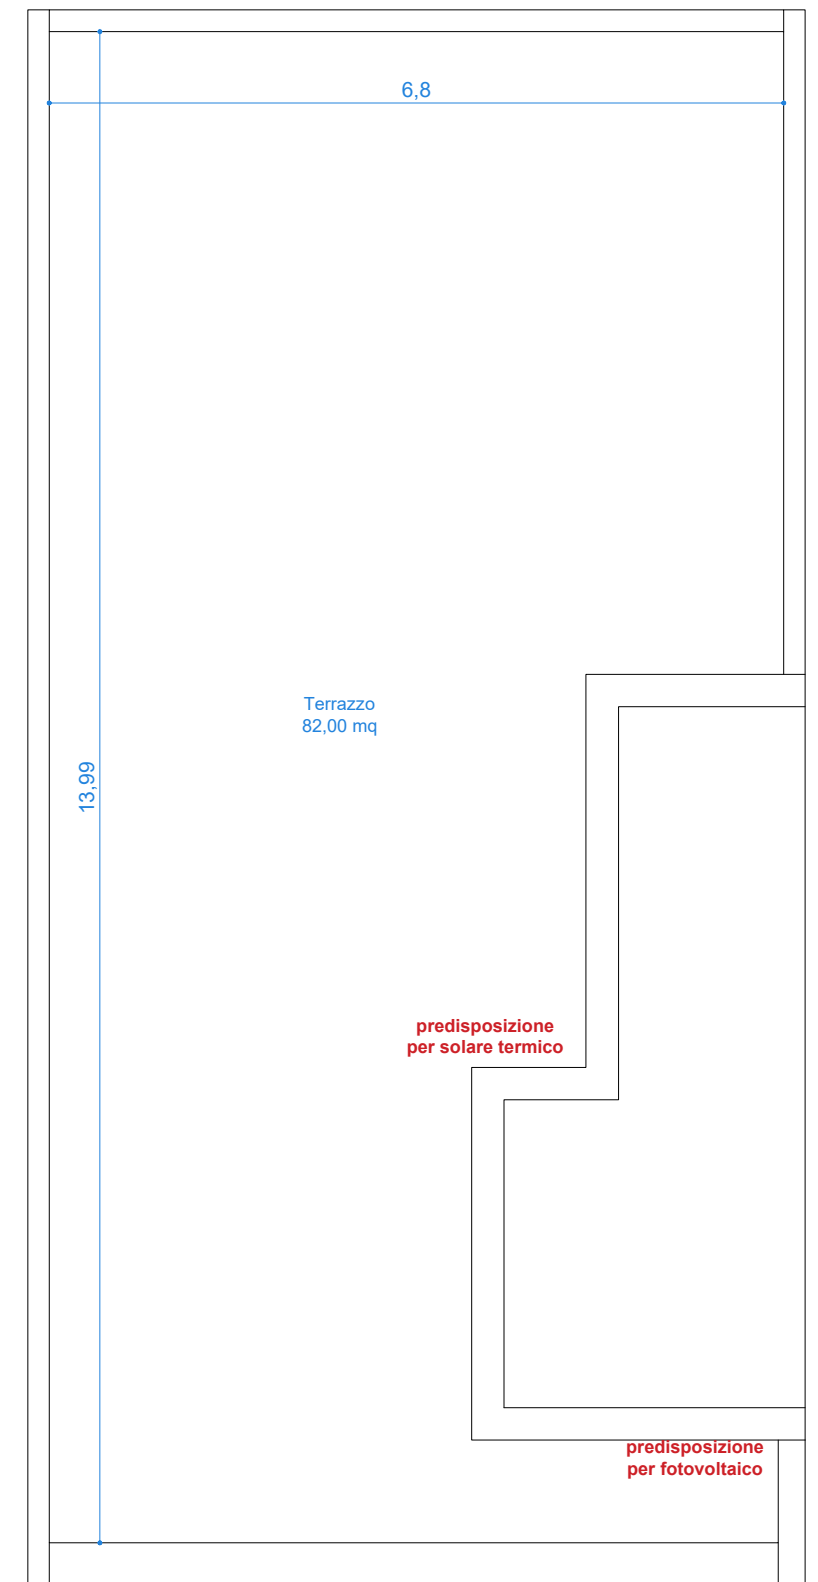 6,8
Terrazzo
82,00 mq
13,99
predisposizione
per solare termico
predisposizione
per fotovoltaico